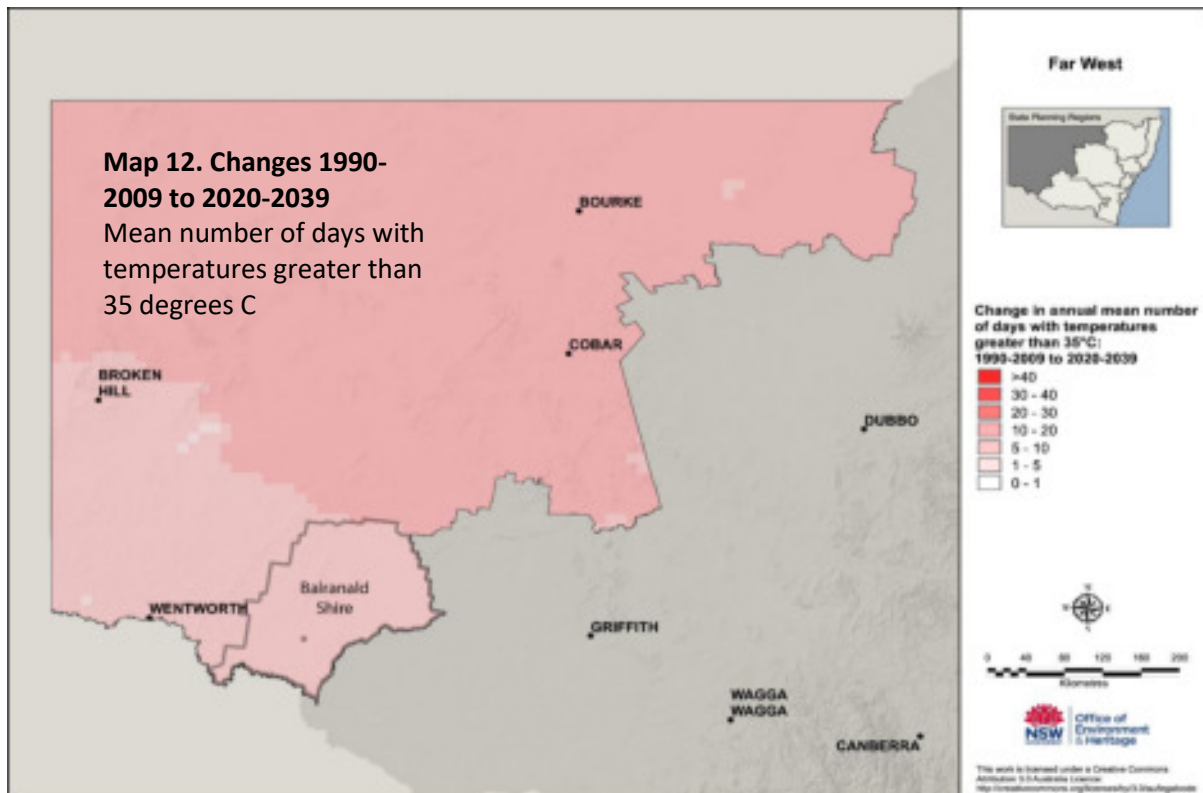 Map 12. Changes 1990-
2009 to 2020-2039
Mean number of days with
temperatures greater than
35 degrees C
BOURKE
COBAR
BROKEN
HILL
DUBBO
Balranald
Shire
WENTWORTH
GRIFFITH
WAGGA
WAGGA
CANBERRA
Far West
State Planning Regions
Change in annual mean number
of days with temperatures
greater than 35°C:
1990-2009 to 2020-2039
>40
30 - 40
20 - 30
10 - 20
5 - 10
1 - 5
0 - 1
N
W E
S
0 40 80 120 160 200
Kilometres
NSW
Office of
Environment
& Heritage
This work is licensed under a Creative Commons
Attribution 3.0 Australia Licence